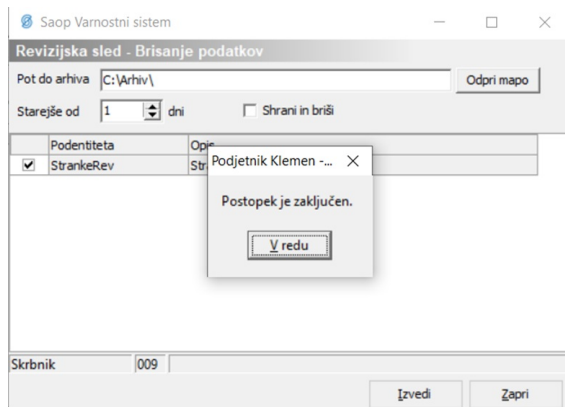 Saop Varnostni sistem
Revizijska sled - Brisanje podatkov
Pot do arhiva C:\Arhiv\ Odpri mapo
Starejše od 1 dni Shrani in briši
Podentiteta Opis
StrankeRev Str
Podjetnik Klemen -...
Postopek je zaključen.
V redu
Skrbnik 009
Izvedi Zapri